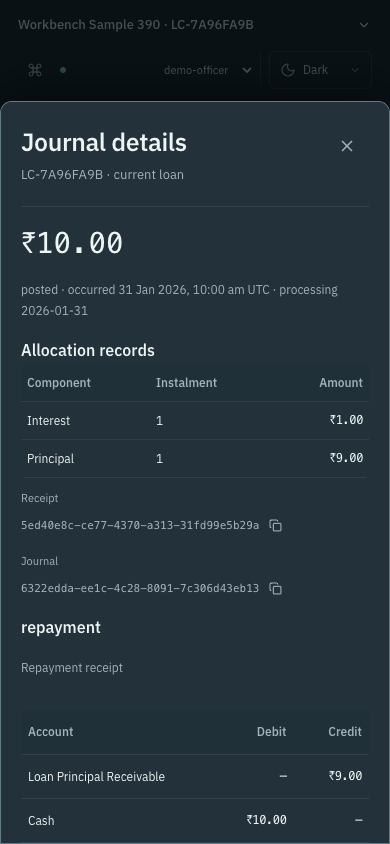 Workbench Sample 390 · LC-7A96FA9B
demo-officer Dark
Journal details
LC-7A96FA9B · current loan
₹10.00
posted · occurred 31 Jan 2026, 10:00 am UTC · processing
2026-01-31
Allocation records
Component Instalment Amount
Interest 1 ₹1.00
Principal 1 ₹9.00
Receipt
5ed40e8c-ce77-4370-a313-31fd99e5b29a
Journal
6322edda-ee1c-4c28-8091-7c306d43eb13
repayment
Repayment receipt
Account Debit Credit
Loan Principal Receivable — ₹9.00
Cash ₹10.00 —